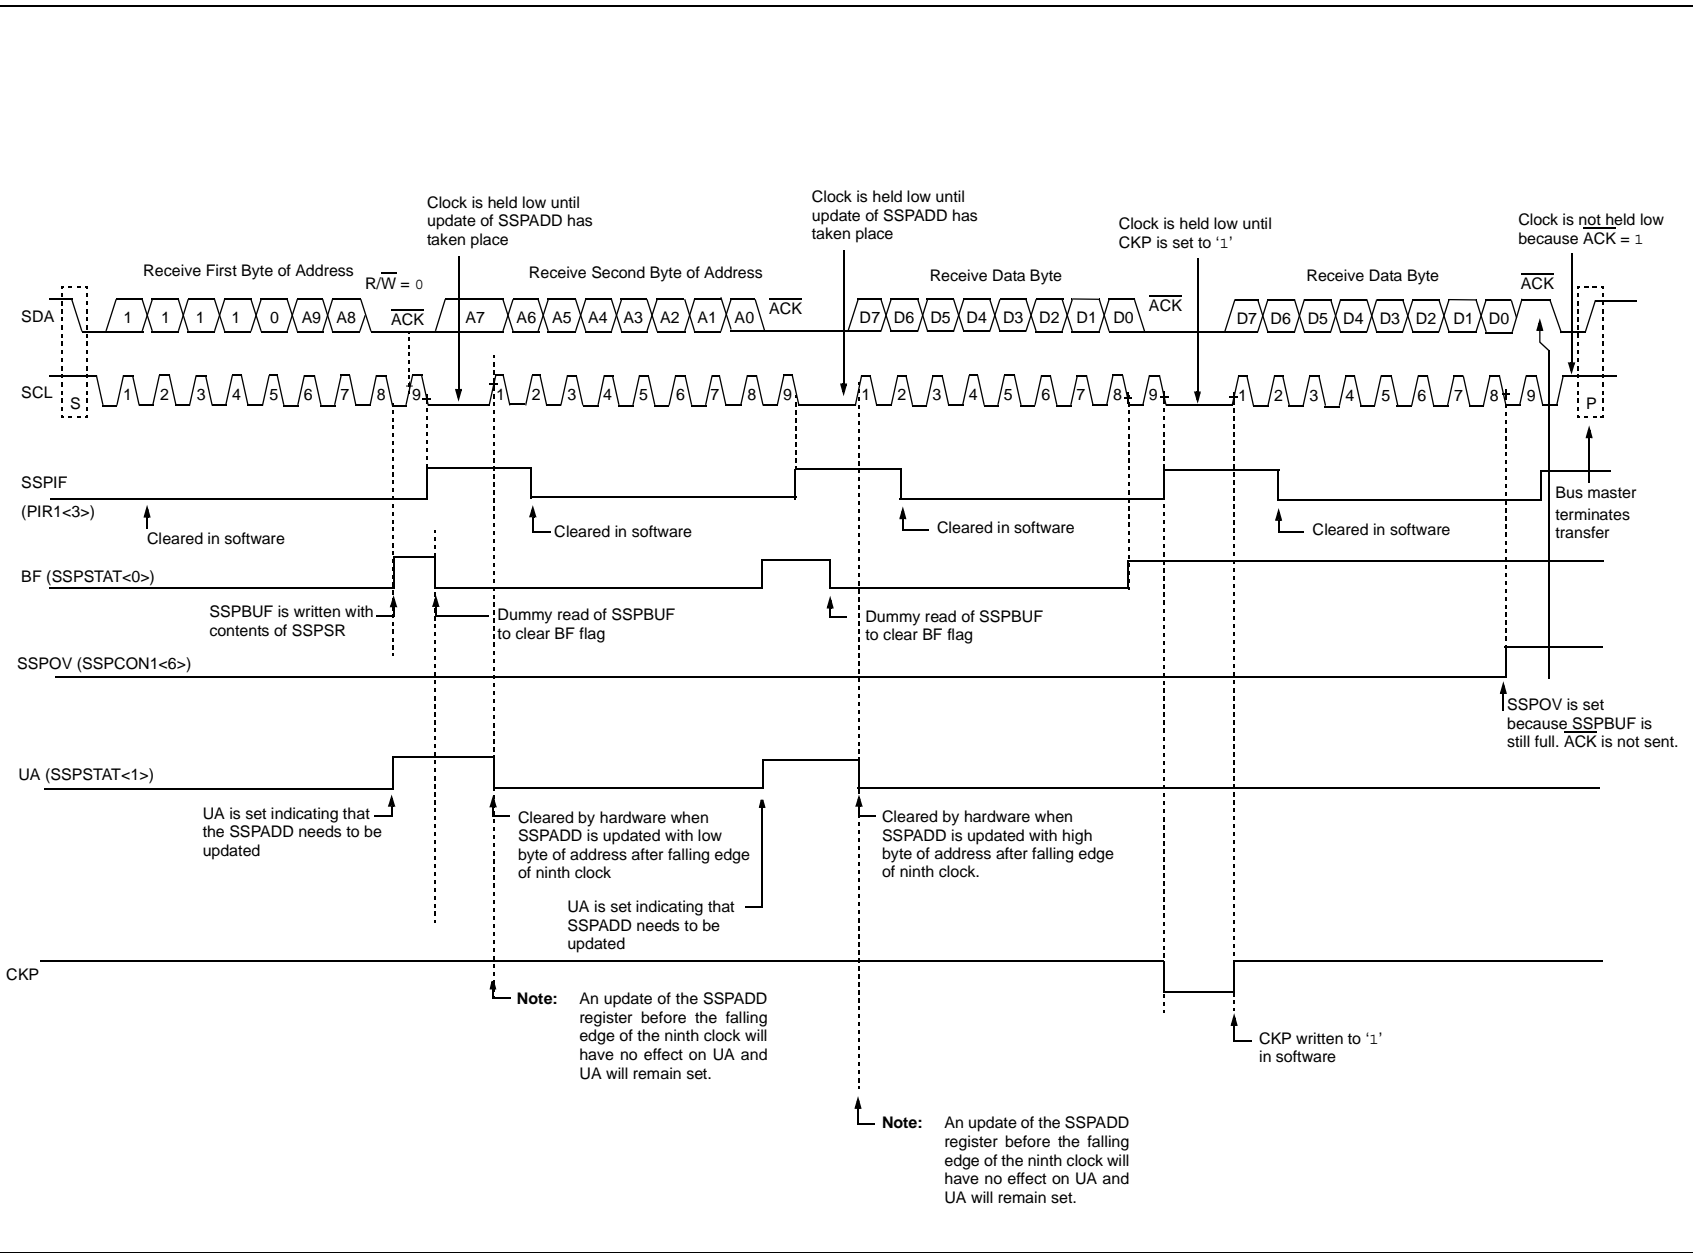 Clock is held low until
update of SSPADD has
taken place
Clock is held low until
update of SSPADD has
taken place
Clock is held low until
CKP is set to ‘1’
Clock is not held low
because ACK = 1
Receive First Byte of Address
R/W = 0
Receive Second Byte of Address
Receive Data Byte
Receive Data Byte
SDA
1 1 1 1 0 A9 A8 ACK
A7 A6 A5 A4 A3 A2 A1 A0 ACK
D7 D6 D5 D4 D3 D2 D1 D0 ACK
D7 D6 D5 D4 D3 D2 D1 D0 ACK
SCL
S 1 2 3 4 5 6 7 8 9
1 2 3 4 5 6 7 8 9
1 2 3 4 5 6 7 8 9
1 2 3 4 5 6 7 8 9 P
SSPIF
(PIR1<3>)
Cleared in software
Cleared in software
Cleared in software
Cleared in software
Bus master
terminates
transfer
BF (SSPSTAT<0>)
SSPBUF is written with
contents of SSPSR
Dummy read of SSPBUF
to clear BF flag
Dummy read of SSPBUF
to clear BF flag
SSPOV (SSPCON1<6>)
SSPOV is set
because SSPBUF is
still full. ACK is not sent.
UA (SSPSTAT<1>)
UA is set indicating that
the SSPADD needs to be
updated
Cleared by hardware when
SSPADD is updated with low
byte of address after falling edge
of ninth clock
UA is set indicating that
SSPADD needs to be
updated
Cleared by hardware when
SSPADD is updated with high
byte of address after falling edge
of ninth clock.
CKP
Note: An update of the SSPADD
register before the falling
edge of the ninth clock will
have no effect on UA and
UA will remain set.
CKP written to ‘1’
in software
Note: An update of the SSPADD
register before the falling
edge of the ninth clock will
have no effect on UA and
UA will remain set.